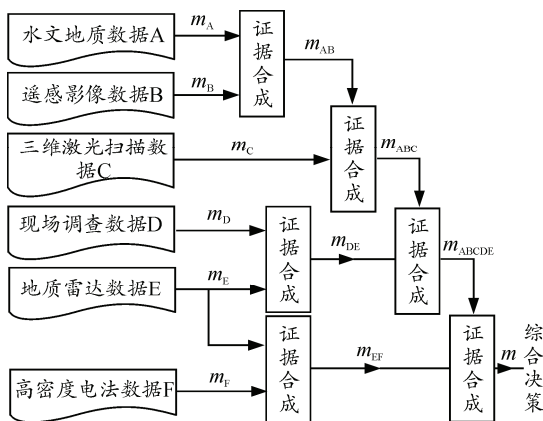 水文地质数据A
m_A
证据合成
m_AB
遥感影像数据B
m_B
三维激光扫描数
据C
m_C
证据合成
m_ABC
现场调查数据D
m_D
证据合成
m_DE
证据合成
m_ABCDE
地质雷达数据E
m_E
证据合成
m_EF
证据合成
m
综合决策
高密度电法数据F
m_F